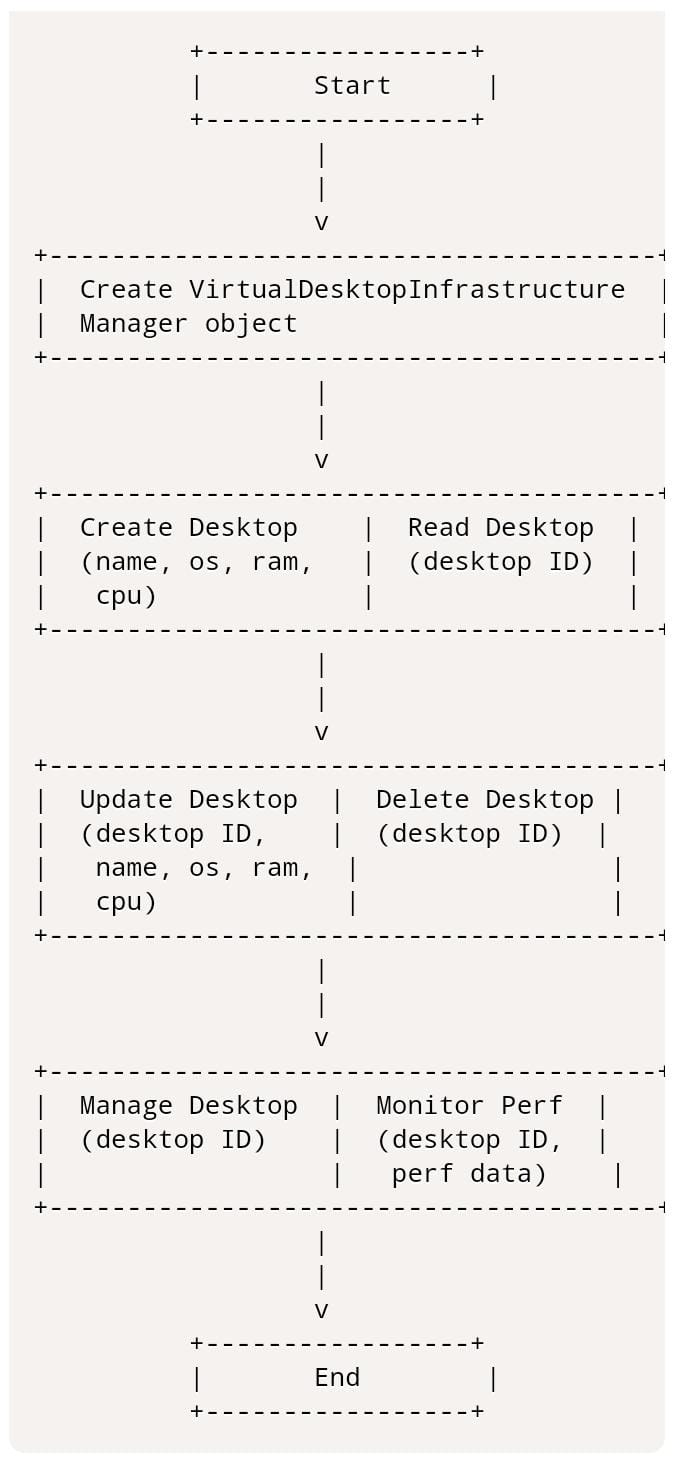 +-----------------+
|       Start      |
+-----------------+
|
|
v
+---------------------------------------+
|  Create VirtualDesktopInfrastructure  |
|  Manager object                       |
+---------------------------------------+
|
|
v
+---------------------------------------+
|  Create Desktop    |  Read Desktop  |
|  (name, os, ram,   |  (desktop ID)  |
|   cpu)             |                |
+---------------------------------------+
|
|
v
+---------------------------------------+
|  Update Desktop  |  Delete Desktop |
|  (desktop ID,    |  (desktop ID)  |
|   name, os, ram,  |                |
|   cpu)            |                |
+---------------------------------------+
|
|
v
+---------------------------------------+
|  Manage Desktop  |  Monitor Perf  |
|  (desktop ID)    |  (desktop ID,  |
|                  |   perf data)    |
+---------------------------------------+
|
|
v
+-----------------+
|       End        |
+-----------------+